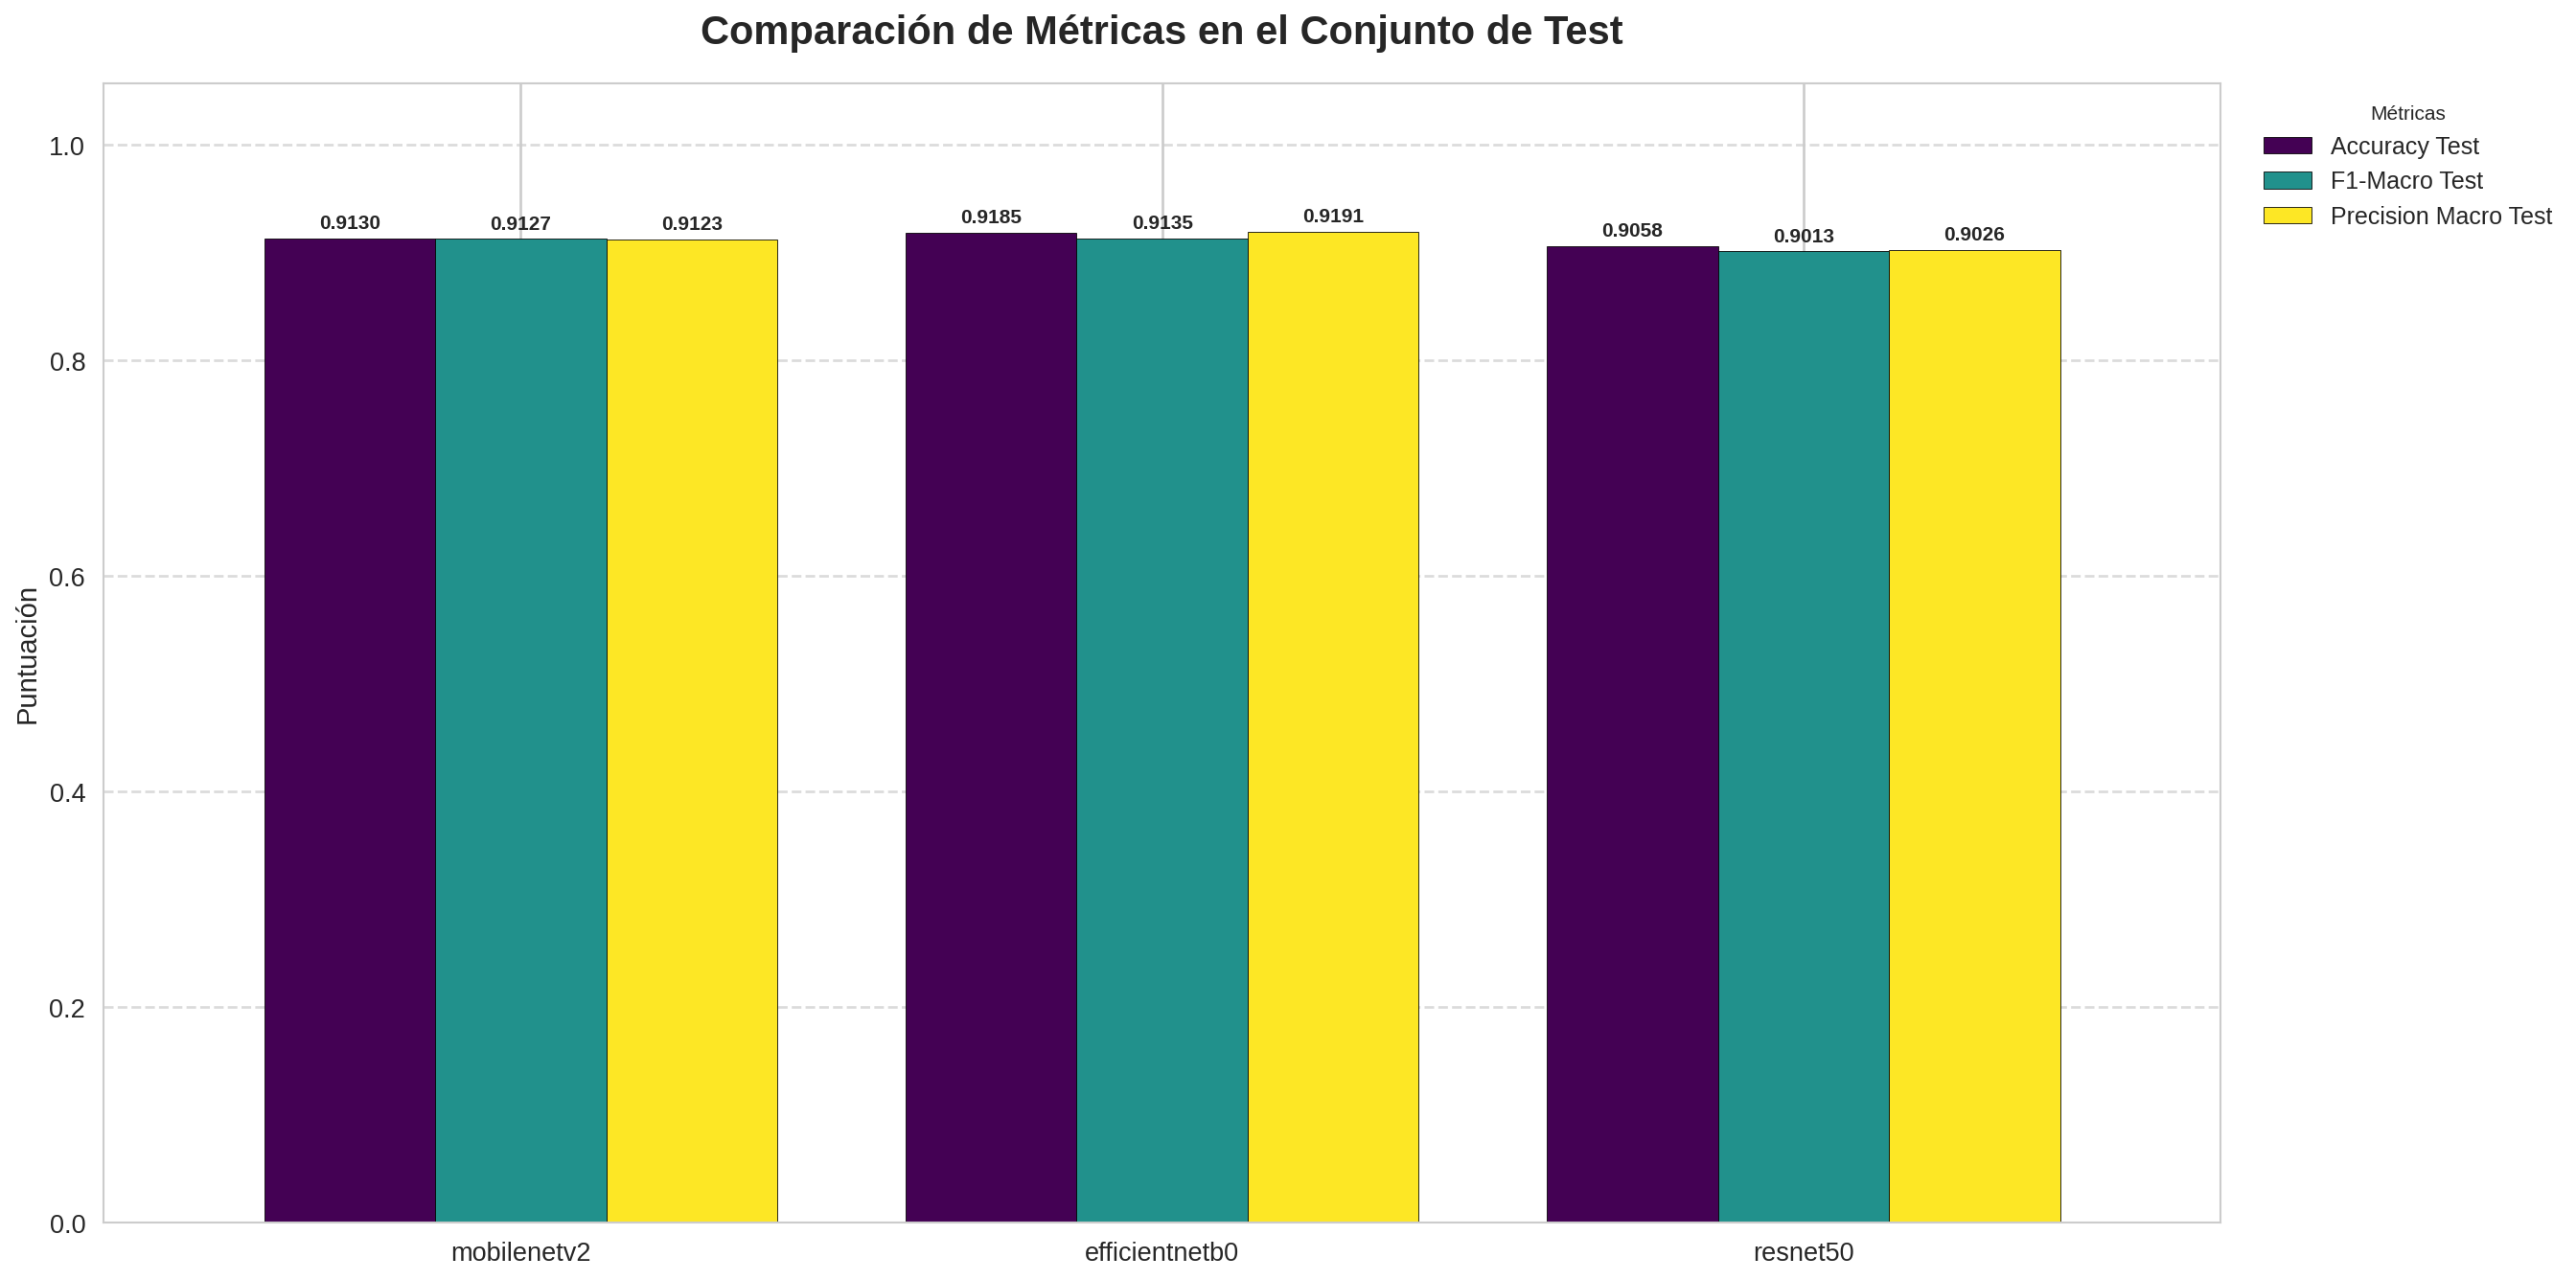 Comparación de Métricas en el Conjunto de Test
Métricas
Accuracy Test
F1-Macro Test
Precision Macro Test
Puntuación
1.0
0.8
0.6
0.4
0.2
0.0
0.9130
0.9127
0.9123
0.9185
0.9135
0.9191
0.9058
0.9013
0.9026
mobilenetv2
efficientnetb0
resnet50